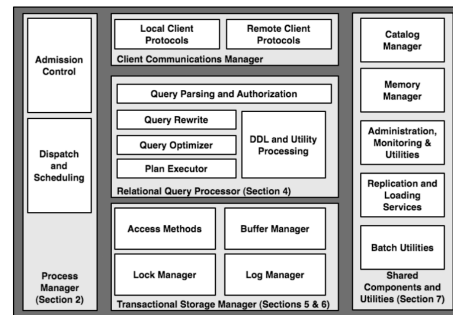 Admission
Control
Dispatch
and
Scheduling
Process
Manager
(Section 2)
Local Client
Protocols
Remote Client
Protocols
Client Communications Manager
Query Parsing and Authorization
Query Rewrite
Query Optimizer
Plan Executor
DDL and Utility
Processing
Relational Query Processor (Section 4)
Access Methods
Buffer Manager
Lock Manager
Log Manager
Transactional Storage Manager (Sections 5 & 6)
Catalog
Manager
Memory
Manager
Administration,
Monitoring &
Utilities
Replication and
Loading
Services
Batch Utilities
Shared
Components and
Utilities (Section 7)